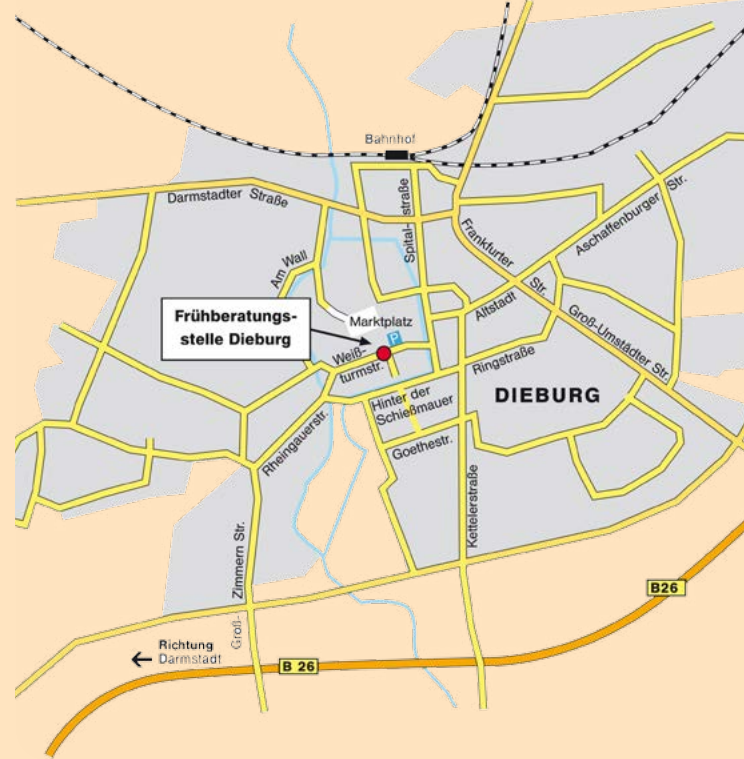 Bahnhof
Darmstadter Straße
Spital-
straße
Frankfurter
Str.
Aschaffenburger Str.
Am Wall
Altstadt
Groß-Umstädter Str.
Frühberatungs-
stelle Dieburg
Marktplatz
P
Weiß-
turmstr.
Ringstraße
DIEBURG
Hinter der
Schießmauer
Rheingauerstr.
Goethestr.
Kettelerstraße
Groß-
Zimmern Str.
B26
Richtung
Darmstadt
B 26